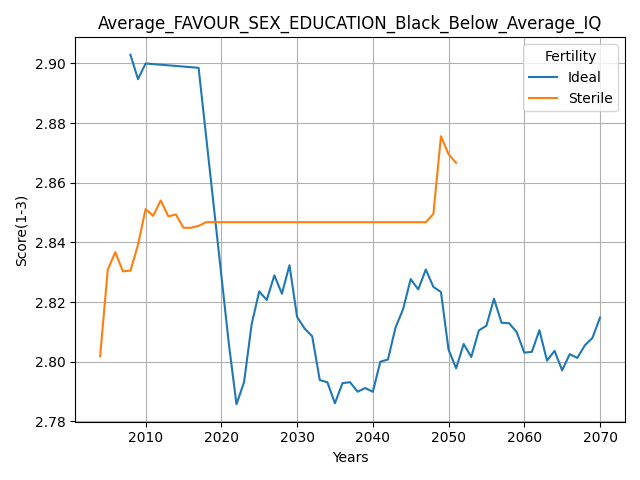 Average_FAVOUR_SEX_EDUCATION_Black_Below_Average_IQ
Fertility
Ideal
Sterile
Score(1-3)
2.90
2.88
2.86
2.84
2.82
2.80
2.78
2010 2020 2030 2040 2050 2060 2070
Years